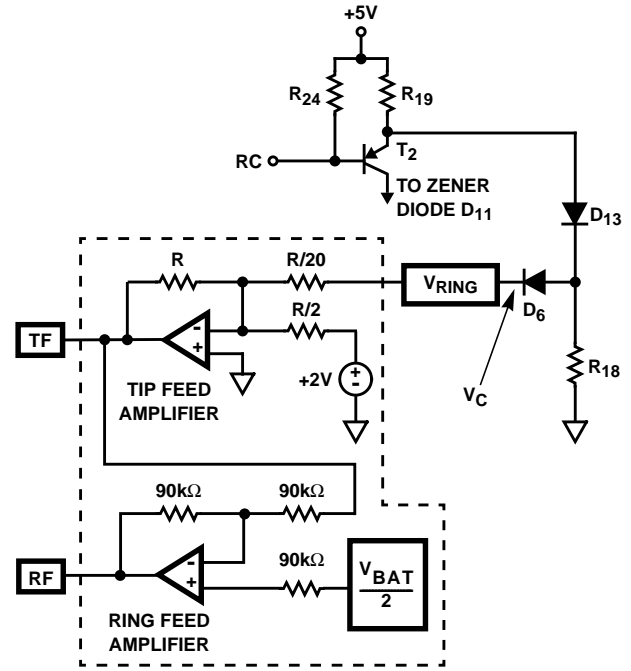 +5V
R24
R19
RC
T2
TO ZENER
DIODE D11
D13
R
R/20
VRING
D6
R/2
TF
-
+
+2V
+
-
R18
TIP FEED
AMPLIFIER
VC
90kΩ
90kΩ
90kΩ
-
+
RF
VBAT
2
RING FEED
AMPLIFIER